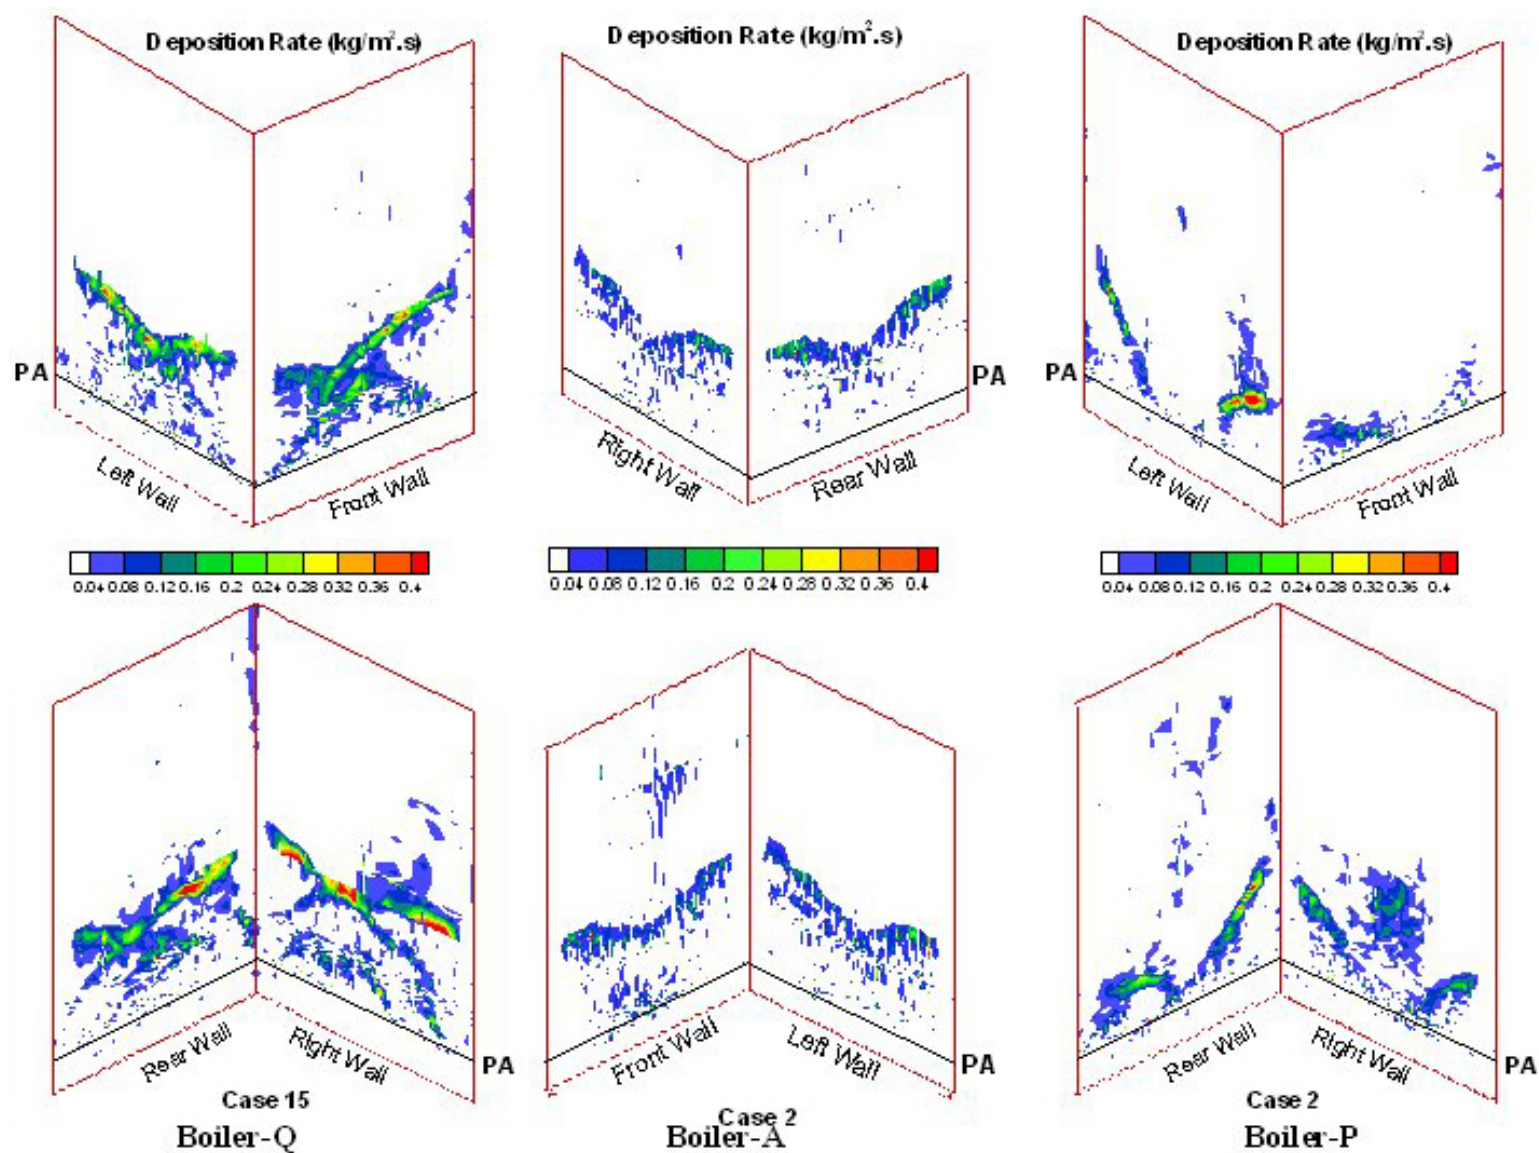 Deposition Rate (kg/m².s)
Deposition Rate (kg/m².s)
Deposition Rate (kg/m².s)
PA
PA
PA
Left Wall
Front Wall
Right Wall
Rear Wall
Left Wall
Front Wall
0.04 0.08 0.12 0.16 0.2 0.24 0.28 0.32 0.36 0.4
0.04 0.08 0.12 0.16 0.2 0.24 0.28 0.32 0.36 0.4
0.04 0.08 0.12 0.16 0.2 0.24 0.28 0.32 0.36 0.4
Rear Wall
Right Wall
PA
Front Wall
Left Wall
PA
Rear Wall
Right Wall
PA
Case 15
Case 2
Case 2
Boiler-Q
Boiler-A
Boiler-P